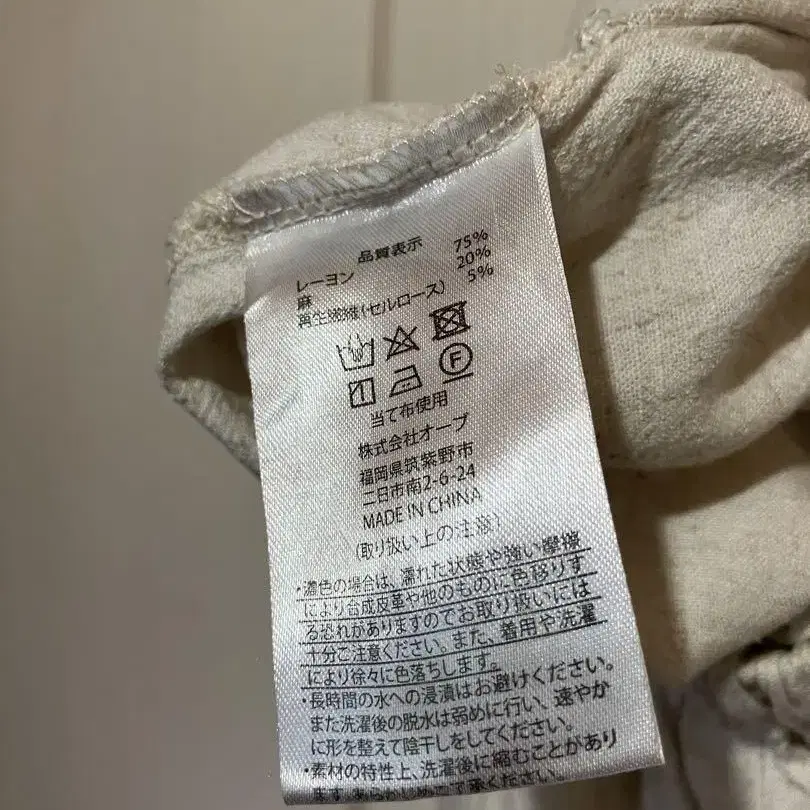 品質表示
レーヨン 75%
麻 20%
再生繊維(セルロース) 5%
F
当て布使用
株式会社オーブ
福岡県筑紫野市
二日市南2-6-24
MADE IN CHINA
(取り扱い上の注意)
・濃色の場合は、濡れた状態や強い摩擦
により合成皮革や他のものに色移りす
る恐れがありますのでお取り扱いには
十分ご注意ください。また、着用や洗濯
により徐々に色落ちします。
・長時間の水への浸漬はお避けください。
また洗濯後の脱水は弱めに行い、速やか
に形を整えて陰干しをしてください。
・素材の特性上、洗濯後に縮むことがあり